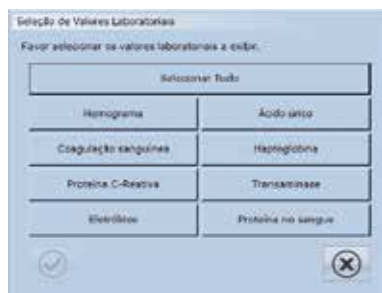 Seleção de Valores Laboratoriais
Favor selecionar os valores laboratoriais a exibir.
Selecionar Tudo
Hemograma
Ácido úrico
Coagulação sanguínea
Haptoglobina
Proteína C-Reativa
Transaminase
Eletrólitos
Proteína no sangue